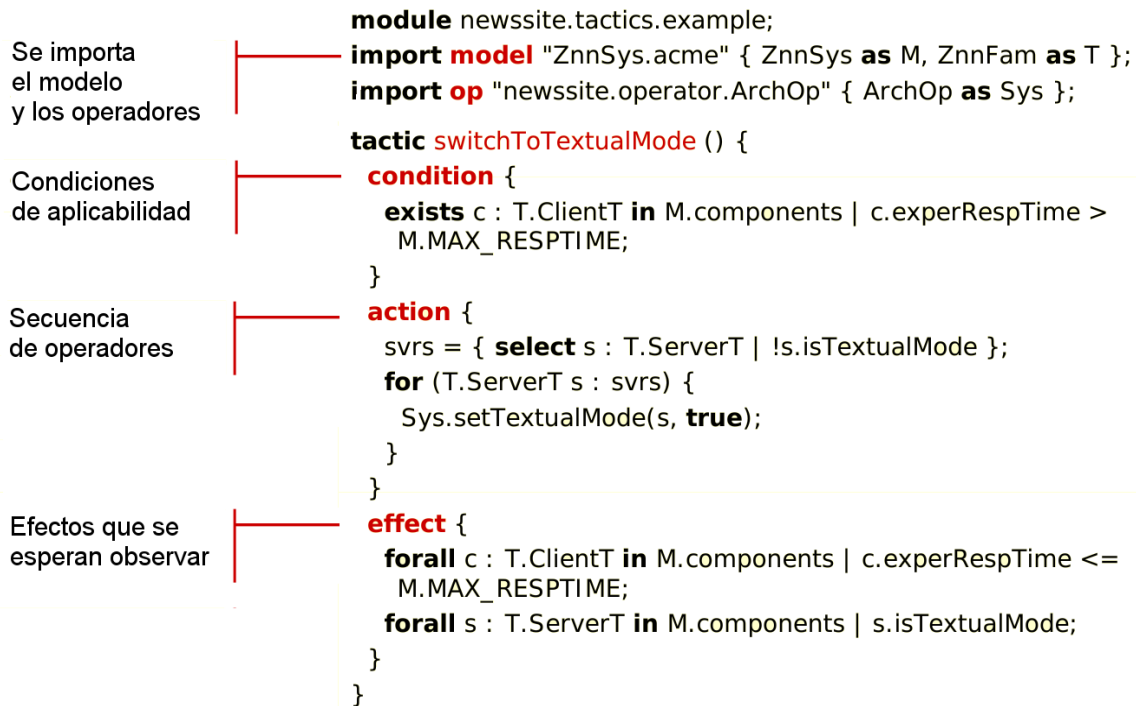 module newssite.tactics.example;
Se importa
el modelo
y los operadores
import model "ZnnSys.acme" { ZnnSys as M, ZnnFam as T };
import op "newssite.operator.ArchOp" { ArchOp as Sys };
tactic switchToTextualMode () {
Condiciones
de aplicabilidad
condition {
exists c : T.ClientT in M.components | c.experRespTime >
M.MAX_RESPTIME;
}
Secuencia
de operadores
action {
svrs = { select s : T.ServerT | !s.isTextualMode };
for (T.ServerT s : svrs) {
Sys.setTextualMode(s, true);
}
}
Efectos que se
esperan observar
effect {
forall c : T.ClientT in M.components | c.experRespTime <=
M.MAX_RESPTIME;
forall s : T.ServerT in M.components | s.isTextualMode;
}
}